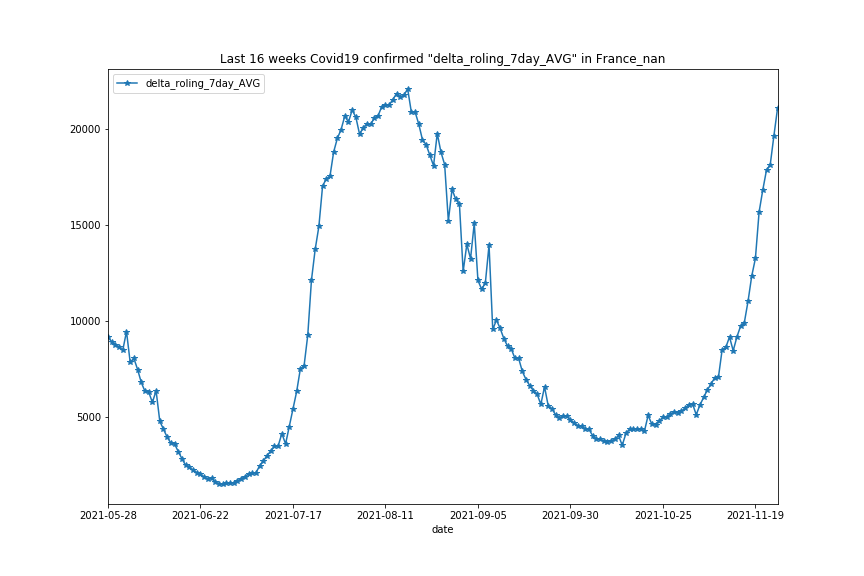 Last 16 weeks Covid19 confirmed "delta_roling_7day_AVG" in France_nan
delta_roling_7day_AVG
20000
15000
10000
5000
2021-05-28 2021-06-22 2021-07-17 2021-08-11 2021-09-05 2021-09-30 2021-10-25 2021-11-19
date